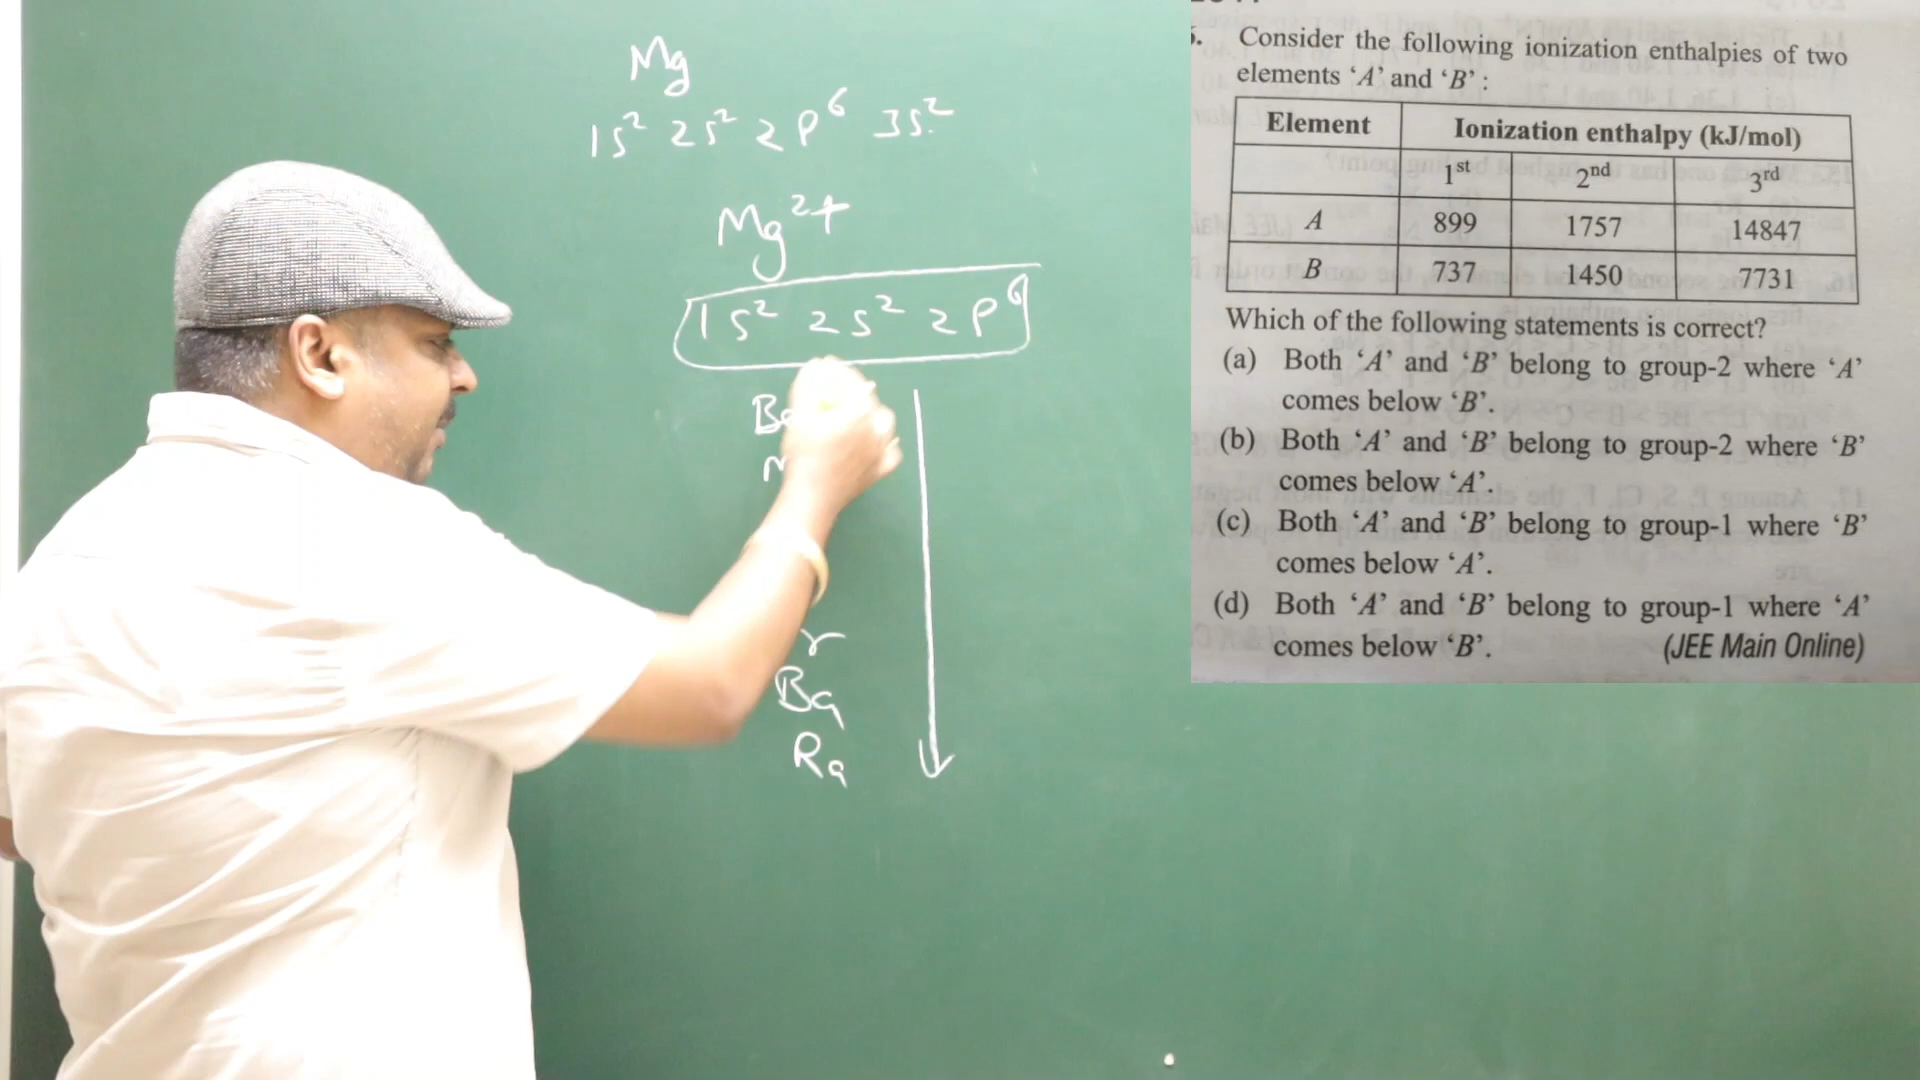 Mg
1s² 2s² 2p⁶ 3s²
Mg²⁺
1s² 2s² 2p⁶
r
Ba
Ra
Consider the following ionization enthalpies of two
elements ‘A’ and ‘B’ :
Element Ionization enthalpy (kJ/mol)
1st 2nd 3rd
A 899 1757 14847
B 737 1450 7731
Which of the following statements is correct?
(a) Both ‘A’ and ‘B’ belong to group-2 where ‘A’
comes below ‘B’.
(b) Both ‘A’ and ‘B’ belong to group-2 where ‘B’
comes below ‘A’.
(c) Both ‘A’ and ‘B’ belong to group-1 where ‘B’
comes below ‘A’.
(d) Both ‘A’ and ‘B’ belong to group-1 where ‘A’
comes below ‘B’. (JEE Main Online)